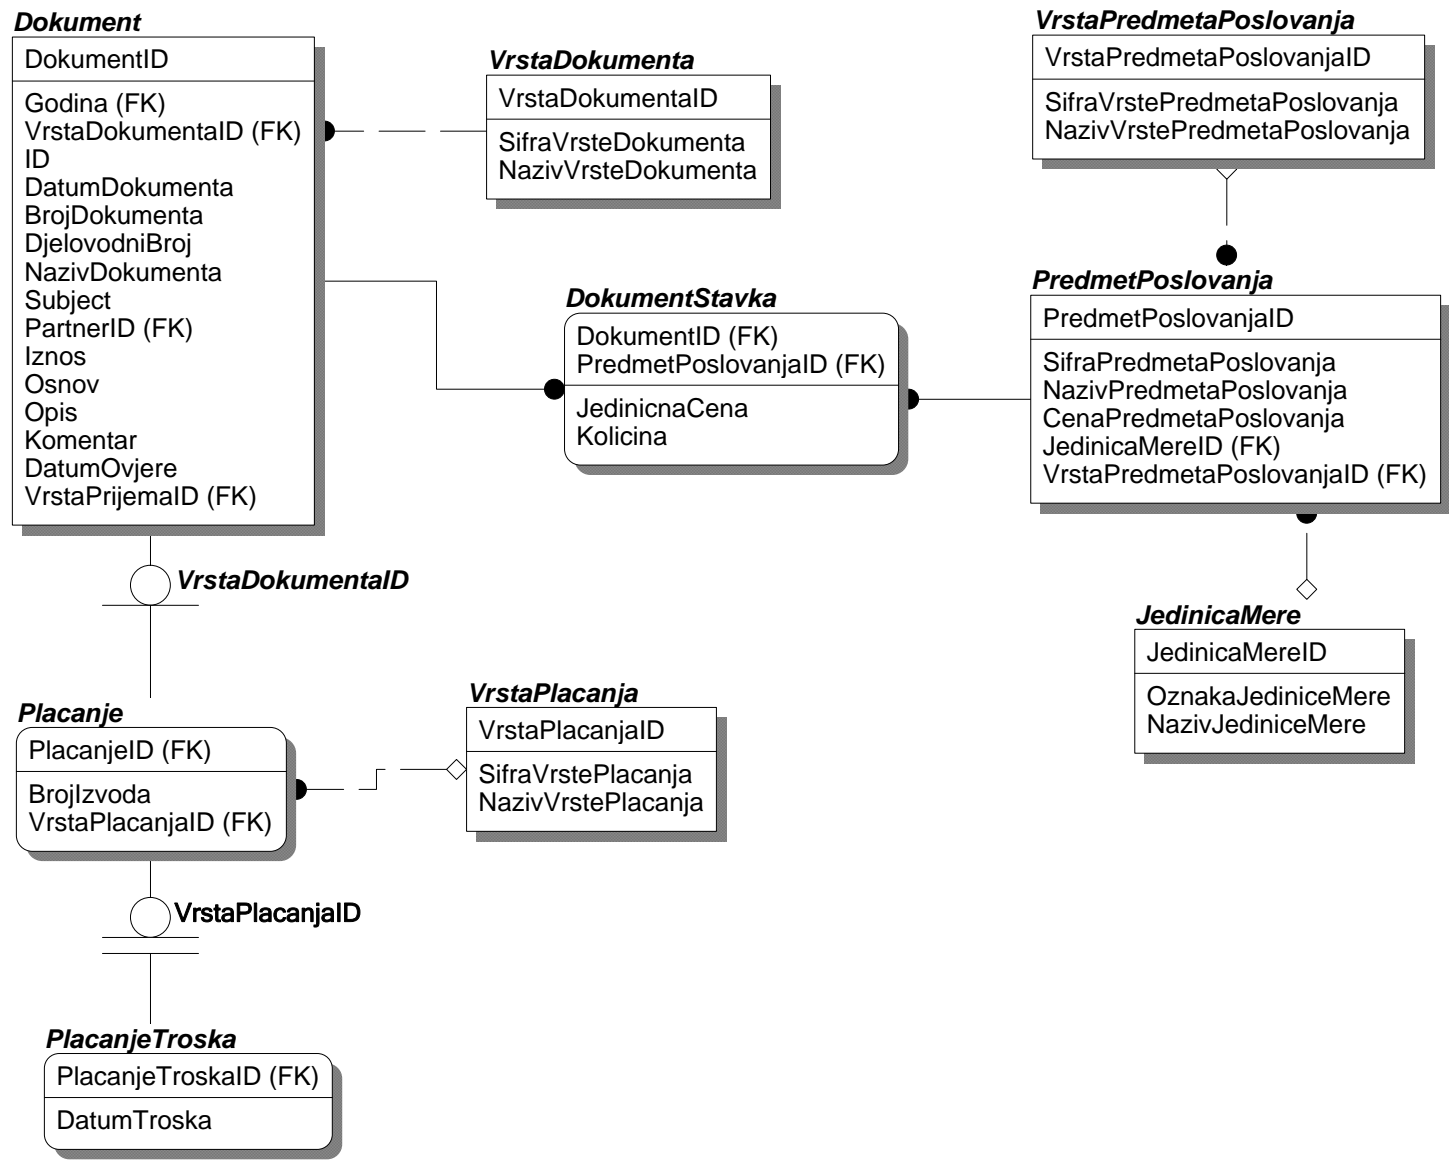 Dokument
DokumentID
Godina (FK)
VrstaDokumentaID (FK)
ID
DatumDokumenta
BrojDokumenta
DjelovodniBroj
NazivDokumenta
Subject
PartnerID (FK)
Iznos
Osnov
Opis
Komentar
DatumOvjere
VrstaPrijemaID (FK)
VrstaDokumenta
VrstaDokumentaID
SifraVrsteDokumenta
NazivVrsteDokumenta
VrstaPredmetaPoslovanja
VrstaPredmetaPoslovanjaID
SifraVrstePredmetaPoslovanja
NazivVrstePredmetaPoslovanja
DokumentStavka
DokumentID (FK)
PredmetPoslovanjaID (FK)
JedinicnaCena
Kolicina
PredmetPoslovanja
PredmetPoslovanjaID
SifraPredmetaPoslovanja
NazivPredmetaPoslovanja
CenaPredmetaPoslovanja
JedinicaMereID (FK)
VrstaPredmetaPoslovanjaID (FK)
VrstaDokumentaID
JedinicaMere
JedinicaMereID
OznakaJediniceMere
NazivJediniceMere
Placanje
PlacanjeID (FK)
BrojIzvoda
VrstaPlacanjaID (FK)
VrstaPlacanja
VrstaPlacanjaID
SifraVrstePlacanja
NazivVrstePlacanja
VrstaPlacanjaID
PlacanjeTroska
PlacanjeTroskaID (FK)
DatumTroska